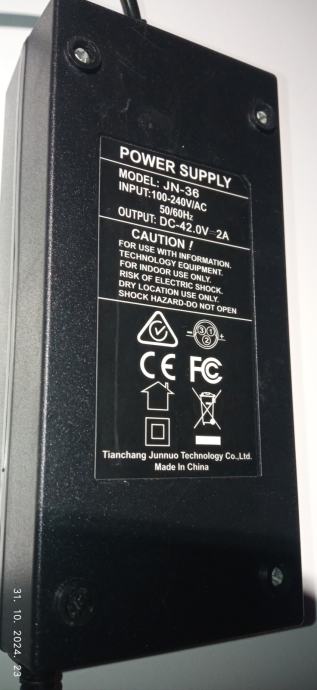 POWER SUPPLY
MODEL: JN-36
INPUT:100-240V/AC
50/60Hz
OUTPUT: DC-42.0V 2A
CAUTION !
FOR USE WITH INFORMATION.
TECHNOLOGY EQUIPMENT.
FOR INDOOR USE ONLY.
RISK OF ELECTRIC SHOCK.
DRY LOCATION USE ONLY.
SHOCK HAZARD-DO NOT OPEN
CE FC
Tianchang Junnuo Technology Co.,Ltd.
Made In China
31. 10. 2024. 23